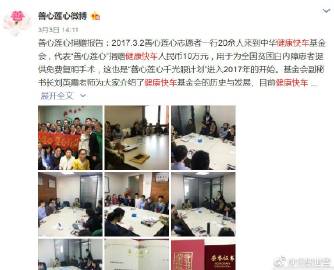 善心莲心微博
3月3日 14:11
善心莲心捐赠报告：2017.3.2善心莲心志愿者一行20余人来到中华健康快车基金
会，代表“善心莲心”捐赠健康快车人民币10万元，用于为全国贫困白内障患者提
供免费复明手术，这也是“善心莲心千光眼计划”进入2017年的开始。基金会副秘
书长刘英魁老师为大家介绍了健康快车基金会的历史与发展，目前健康快车 ...
展开全文
荣誉证书